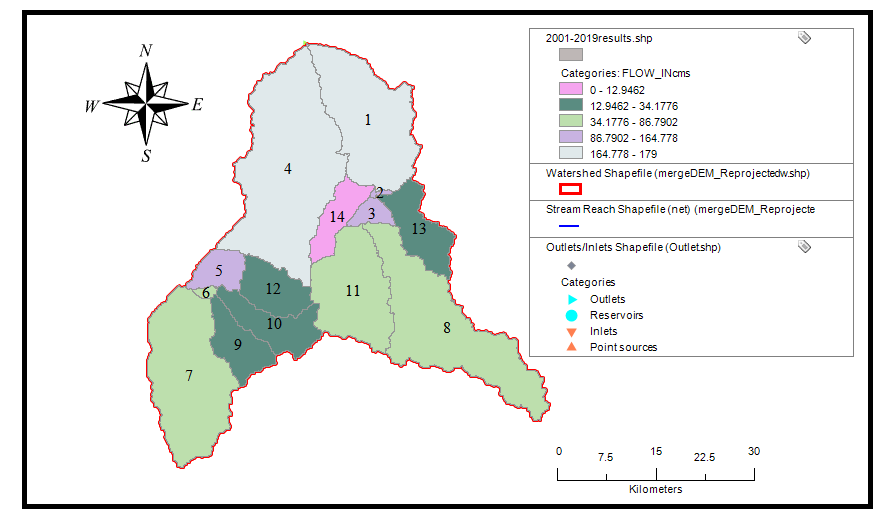 N
W
E
S
1
4
2
14
3
13
5
12
6
11
10
8
9
7
2001-2019results.shp
Categories: FLOW_INcms
0 - 12.9462
12.9462 - 34.1776
34.1776 - 86.7902
86.7902 - 164.778
164.778 - 179
Watershed Shapefile (mergeDEM_Reprojectedw.shp)
Stream Reach Shapefile (net) (mergeDEM_Reprojecte
Outlets/Inlets Shapefile (Outlet.shp)
Categories
Outlets
Reservoirs
Inlets
Point sources
0 7.5 15 22.5 30
Kilometers